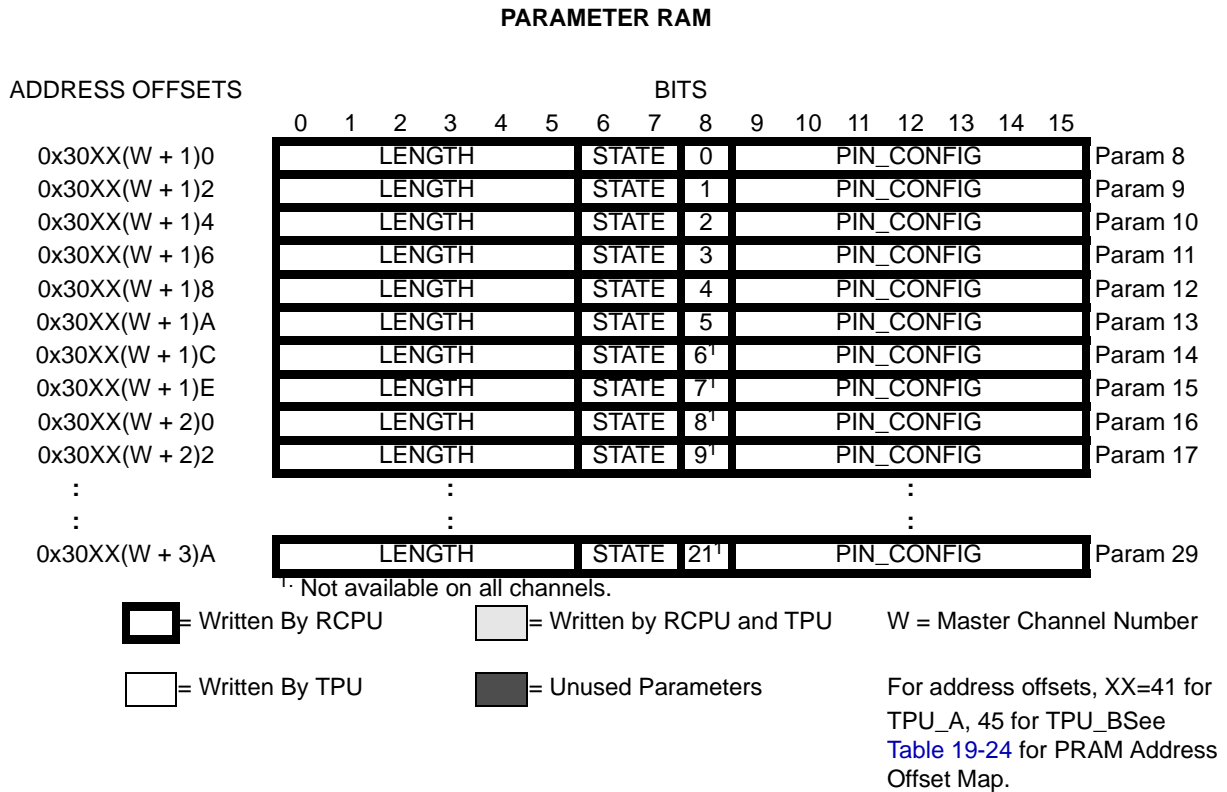 PARAMETER RAM
ADDRESS OFFSETS BITS
0 1 2 3 4 5 6 7 8 9 10 11 12 13 14 15
0x30XX(W + 1)0 LENGTH STATE 0 PIN_CONFIG Param 8
0x30XX(W + 1)2 LENGTH STATE 1 PIN_CONFIG Param 9
0x30XX(W + 1)4 LENGTH STATE 2 PIN_CONFIG Param 10
0x30XX(W + 1)6 LENGTH STATE 3 PIN_CONFIG Param 11
0x30XX(W + 1)8 LENGTH STATE 4 PIN_CONFIG Param 12
0x30XX(W + 1)A LENGTH STATE 5 PIN_CONFIG Param 13
0x30XX(W + 1)C LENGTH STATE 6¹ PIN_CONFIG Param 14
0x30XX(W + 1)E LENGTH STATE 7¹ PIN_CONFIG Param 15
0x30XX(W + 2)0 LENGTH STATE 8¹ PIN_CONFIG Param 16
0x30XX(W + 2)2 LENGTH STATE 9¹ PIN_CONFIG Param 17
: : :
: : :
0x30XX(W + 3)A LENGTH STATE 21¹ PIN_CONFIG Param 29
¹· Not available on all channels.
= Written By RCPU = Written by RCPU and TPU W = Master Channel Number
= Written By TPU = Unused Parameters For address offsets, XX=41 for
TPU_A, 45 for TPU_BSee
Table 19-24 for PRAM Address
Offset Map.